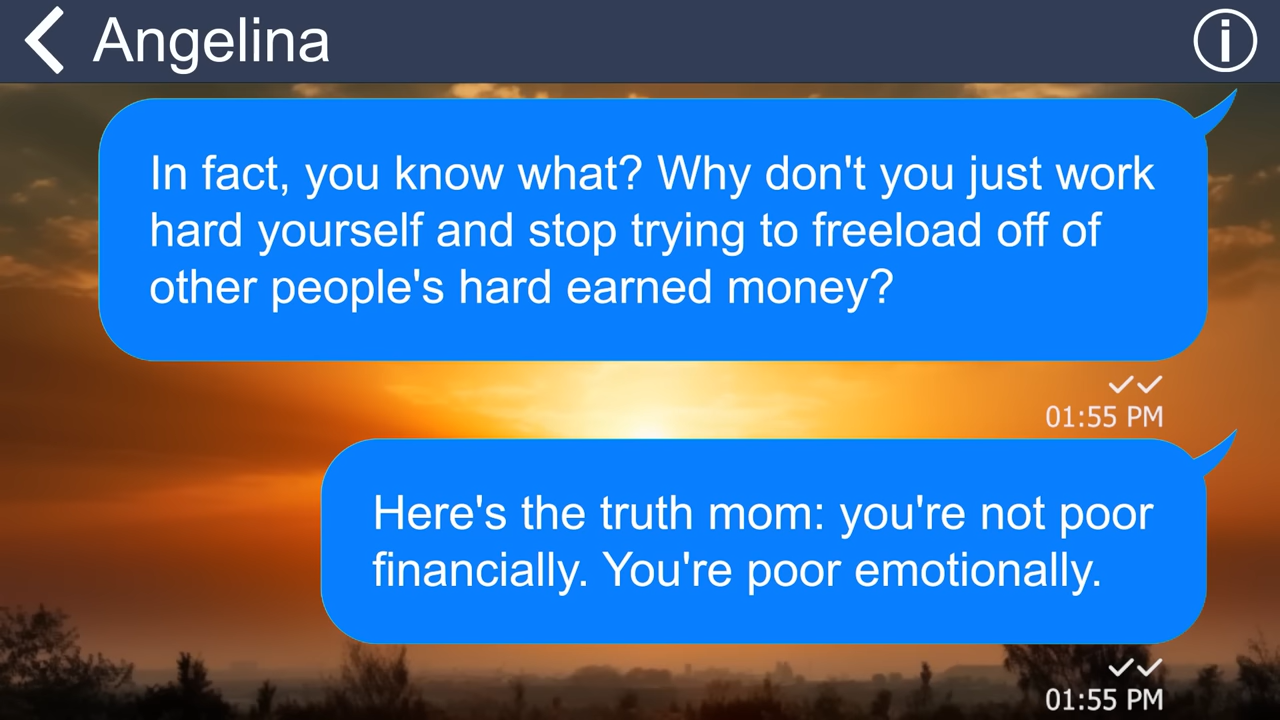 Angelina
In fact, you know what? Why don't you just work
hard yourself and stop trying to freeload off of
other people's hard earned money?
01:55 PM
Here's the truth mom: you're not poor
financially. You're poor emotionally.
01:55 PM